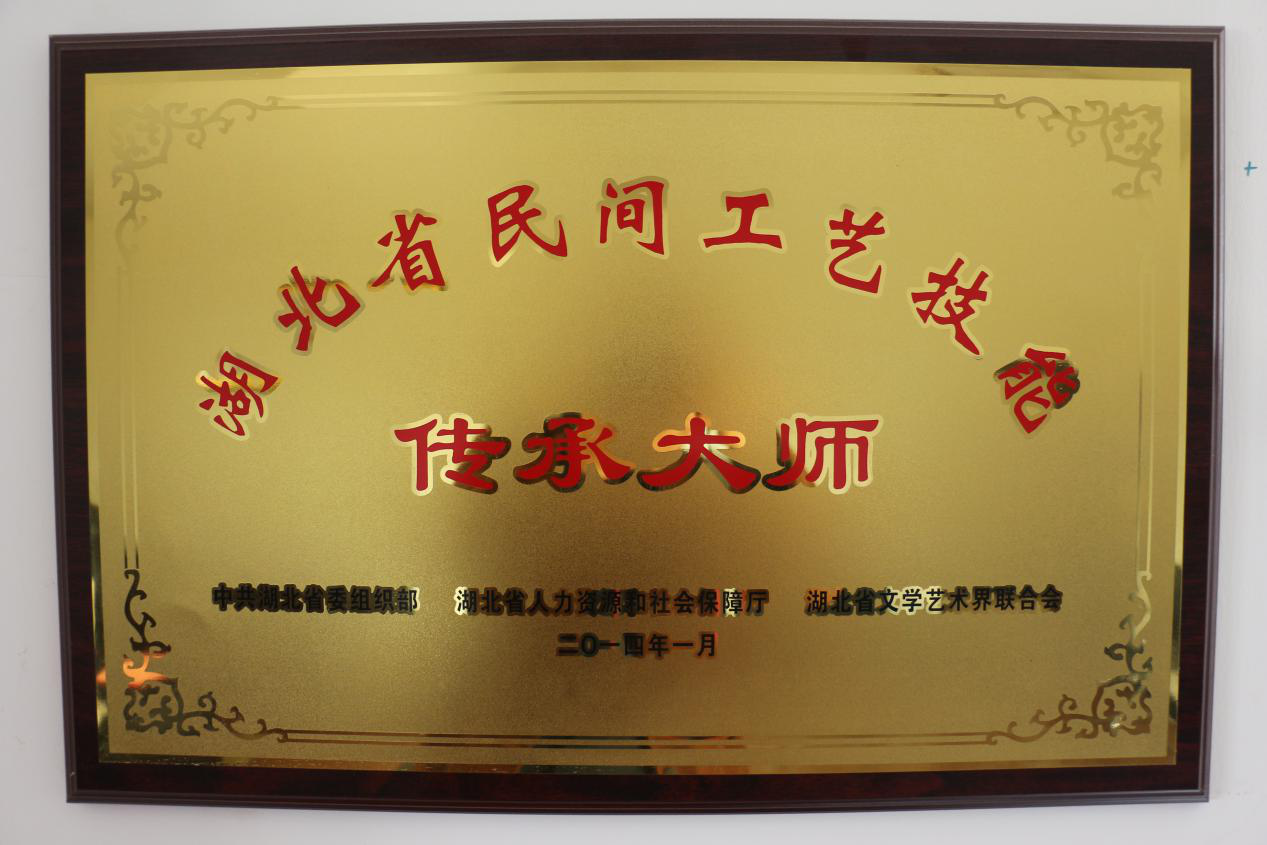 湖北省民间工艺技能
传承大师
中共湖北省委组织部 湖北省人力资源和社会保障厅 湖北省文学艺术界联合会
二〇一四年一月